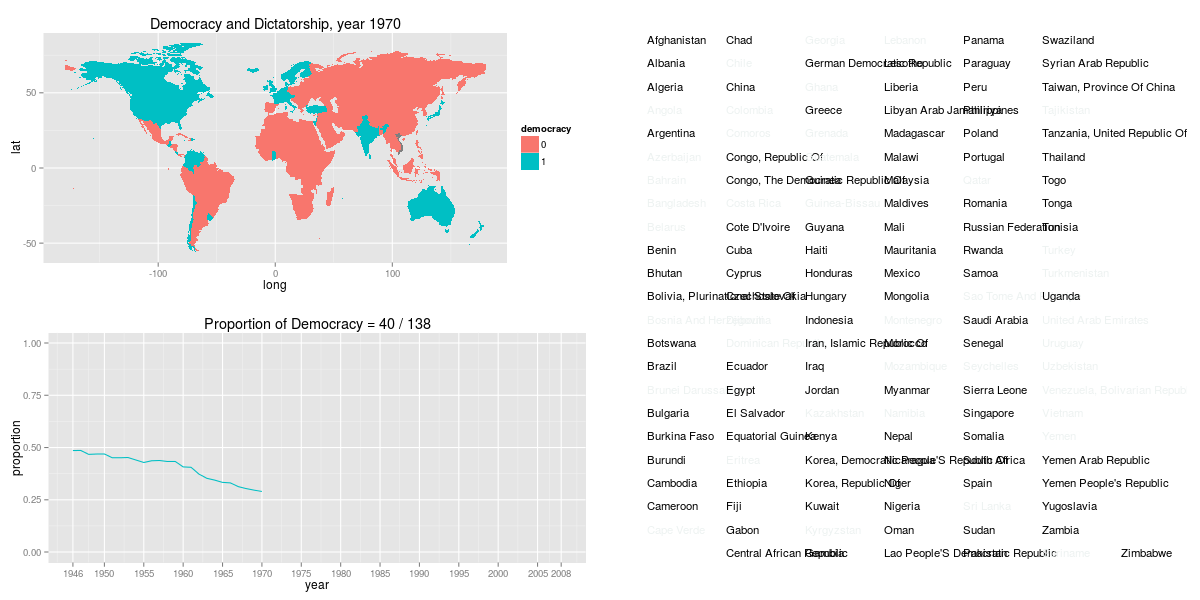 Democracy and Dictatorship, year 1970
lat
50
0
-50
-100
0
100
long
democracy
0
1
Proportion of Democracy = 40 / 138
proportion
1.00
0.75
0.50
0.25
0.00
1946 1950 1955 1960 1965 1970 1975 1980 1985 1990 1995 2000 2005 2008
year
Afghanistan Chad Georgia Lebanon Panama Swaziland
Albania Chile German Democratic Republic Lesotho Paraguay Syrian Arab Republic
Algeria China Ghana Liberia Peru Taiwan, Province Of China
Angola Colombia Greece Libyan Arab Jamahiriya Philippines Tajikistan
Argentina Comoros Grenada Madagascar Poland Tanzania, United Republic Of
Azerbaijan Congo, Republic Of Guatemala Malawi Portugal Thailand
Bahrain Congo, The Democratic Republic Of Guinea Malaysia Qatar Togo
Bangladesh Costa Rica Guinea-Bissau Maldives Romania Tonga
Belarus Cote D'Ivoire Guyana Mali Russian Federation Tunisia
Benin Cuba Haiti Mauritania Rwanda Turkey
Bhutan Cyprus Honduras Mexico Samoa Turkmenistan
Bolivia, Plurinational State Of Czechoslovakia Hungary Mongolia Sao Tome And Uganda
Bosnia And Herzegovina Indonesia Montenegro Saudi Arabia United Arab Emirates
Botswana Dominican Rep Iran, Islamic Republic Of Morocco Senegal Uruguay
Brazil Ecuador Iraq Mozambique Seychelles Uzbekistan
Brunei Daruss Egypt Jordan Myanmar Sierra Leone Venezuela, Bolivarian Repub
Bulgaria El Salvador Kazakhstan Namibia Singapore Vietnam
Burkina Faso Equatorial Guinea Kenya Nepal Somalia Yemen
Burundi Eritrea Korea, Democratic People'S Republic Of Nicaragua South Africa Yemen Arab Republic
Cambodia Ethiopia Korea, Republic Of Niger Spain Yemen People's Republic
Cameroon Fiji Kuwait Nigeria Sri Lanka Yugoslavia
Cape Verde Gabon Kyrgyzstan Oman Sudan Zambia
Central African Republic Gambia Lao People'S Democratic Republic Pakistan Suriname Zimbabwe